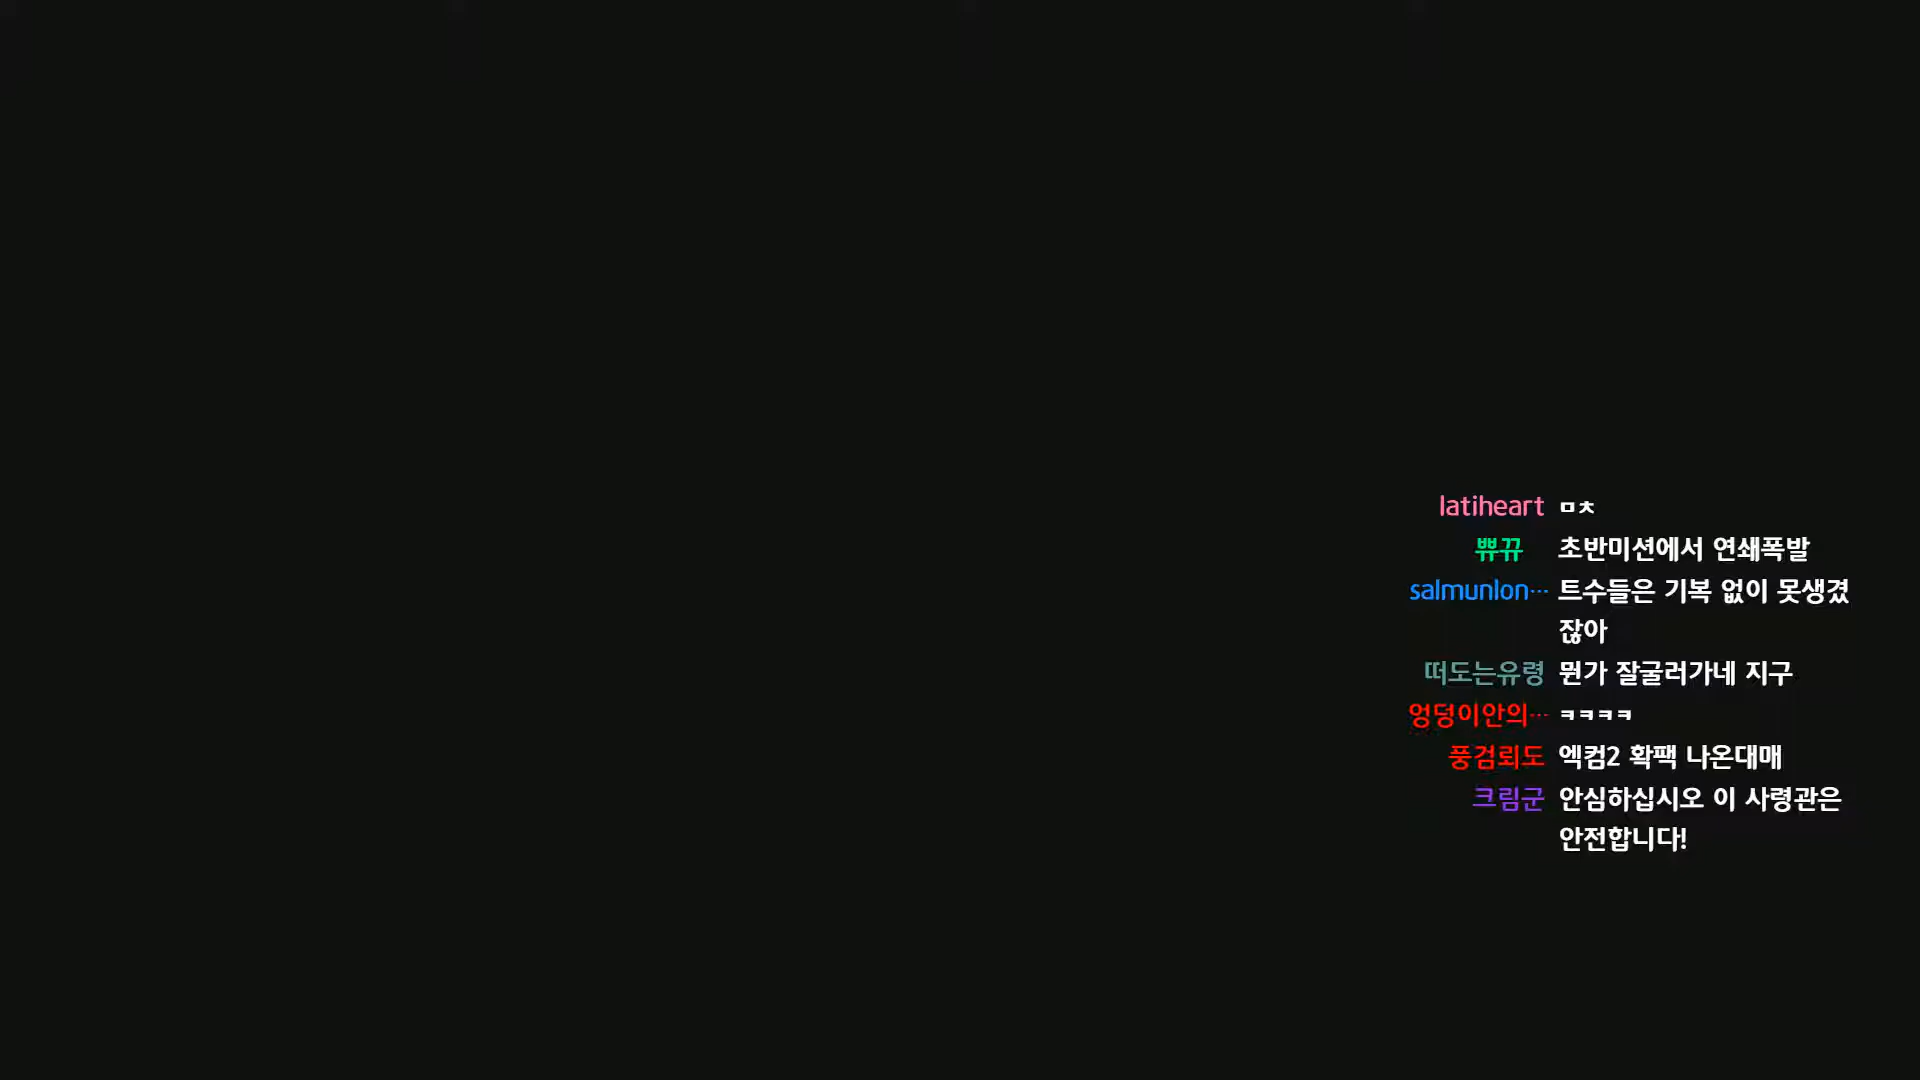 latiheart ㅁㅊ
쀼뀨 초반미션에서 연쇄폭발
salmunlon… 트수들은 기복 없이 못생겼
잖아
떠도는유령 뭔가 잘굴러가네 지구
엉덩이안의… ㅋㅋㅋㅋ
풍검뢰도 엑컴2 확팩 나온대매
크림군 안심하십시오 이 사령관은
안전합니다!